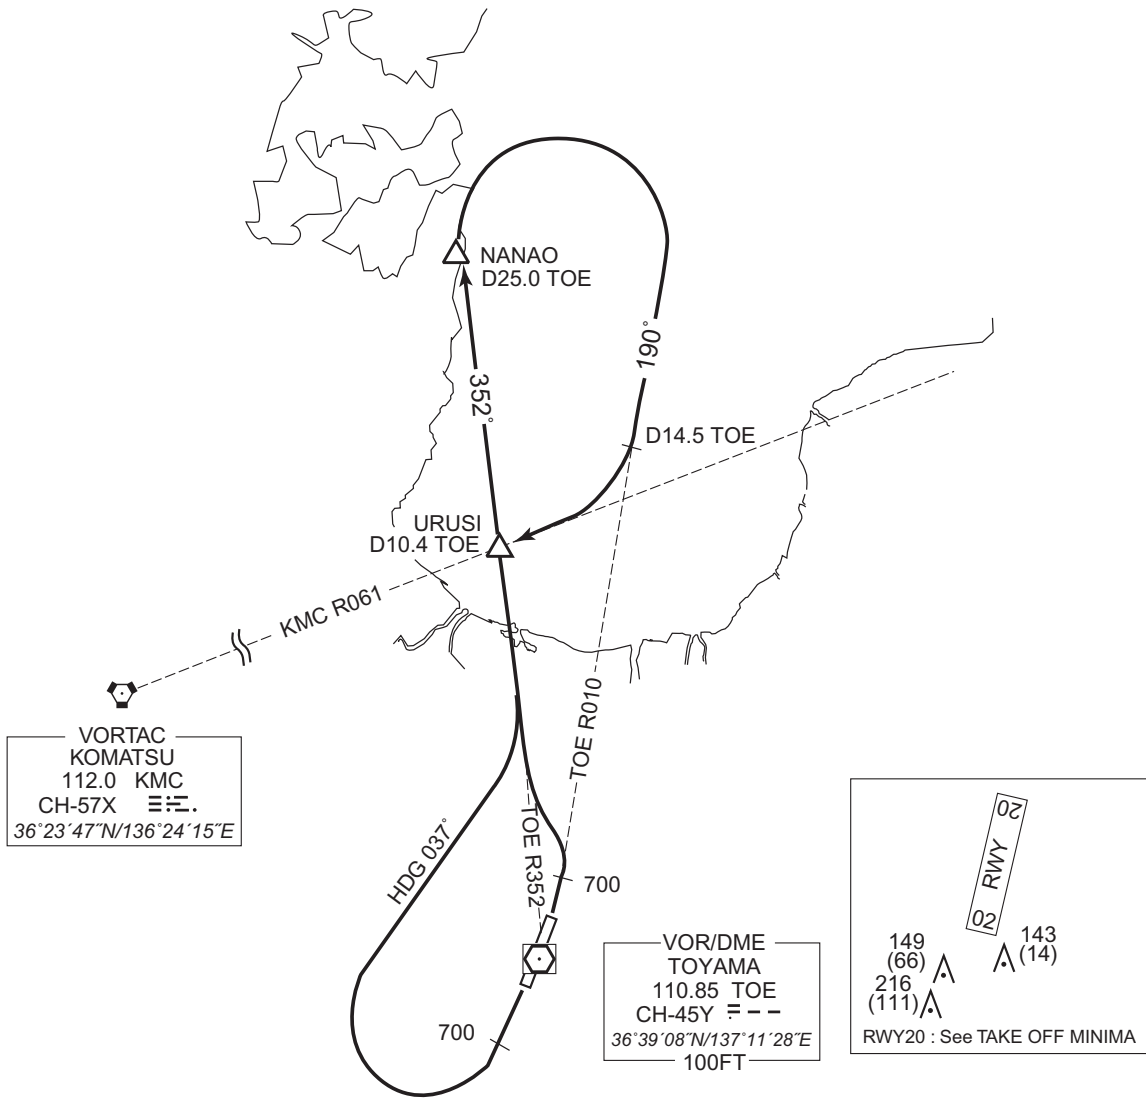 NANAO
D25.0 TOE
190°
352°
D14.5 TOE
URUSI
D10.4 TOE
KMC R061
VORTAC
KOMATSU
112.0 KMC
CH-57X
36°23´47˝N/136°24´15˝E
TOE R010
HDG 037°
TOE R352
700
VOR/DME
TOYAMA
110.85 TOE
CH-45Y
36°39´08˝N/137°11´28˝E
100FT
700
20
RWY
02
149
(66)
143
(14)
216
(111)
RWY20 : See TAKE OFF MINIMA